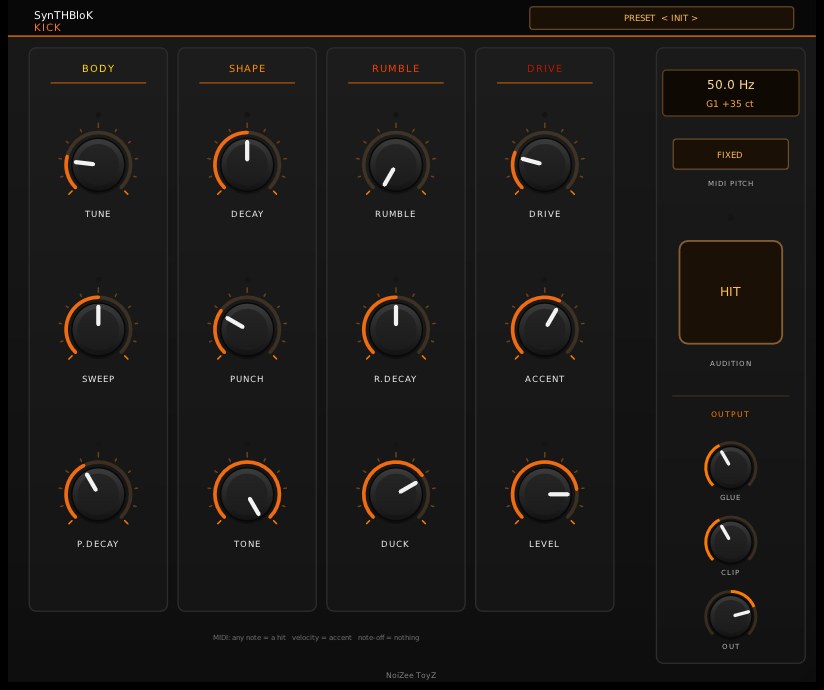 SynTHBloK
KICK
PRESET < INIT >
BODY
SHAPE
RUMBLE
DRIVE
TUNE
DECAY
RUMBLE
DRIVE
SWEEP
PUNCH
R.DECAY
ACCENT
P.DECAY
TONE
DUCK
LEVEL
50.0 Hz
G1 +35 ct
FIXED
MIDI PITCH
HIT
AUDITION
OUTPUT
GLUE
CLIP
OUT
MIDI: any note = a hit velocity = accent note-off = nothing
NoiZee ToyZ